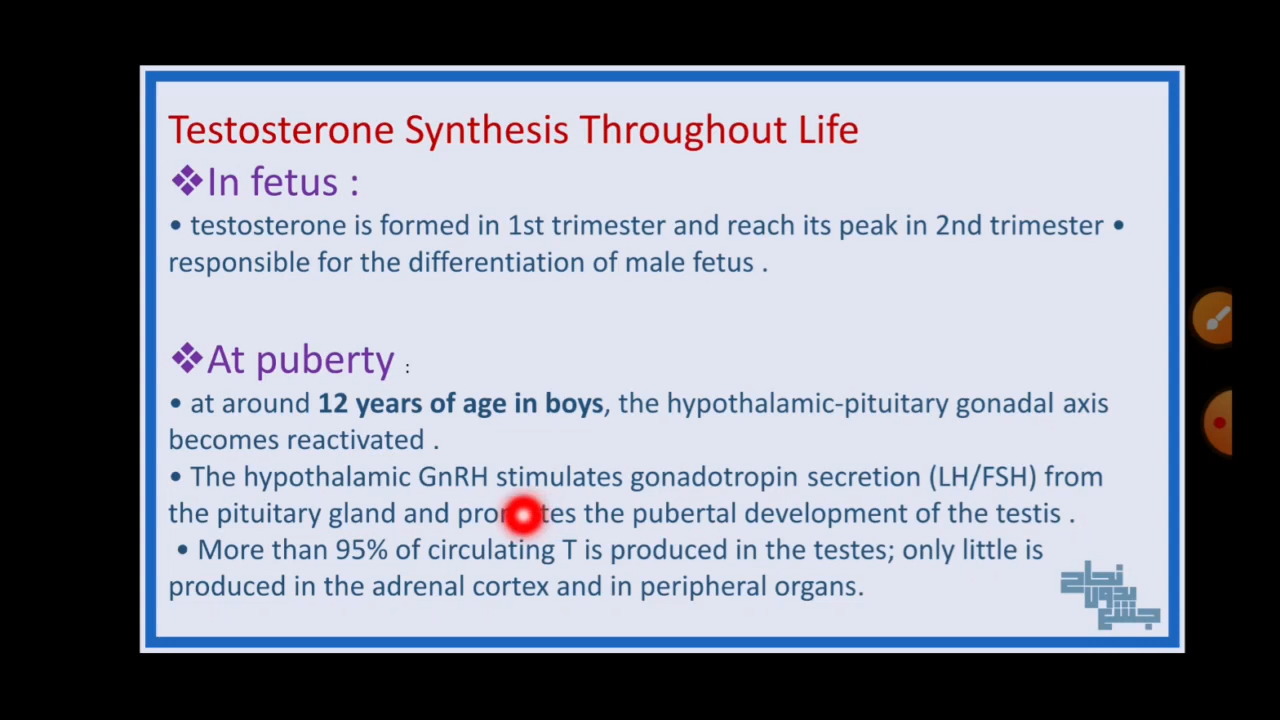 Testosterone Synthesis Throughout Life
❖In fetus :
• testosterone is formed in 1st trimester and reach its peak in 2nd trimester •
responsible for the differentiation of male fetus .
❖At puberty :
• at around 12 years of age in boys, the hypothalamic-pituitary gonadal axis
becomes reactivated .
• The hypothalamic GnRH stimulates gonadotropin secretion (LH/FSH) from
the pituitary gland and promotes the pubertal development of the testis .
• More than 95% of circulating T is produced in the testes; only little is
produced in the adrenal cortex and in peripheral organs.
نجاح
بدون
جشع